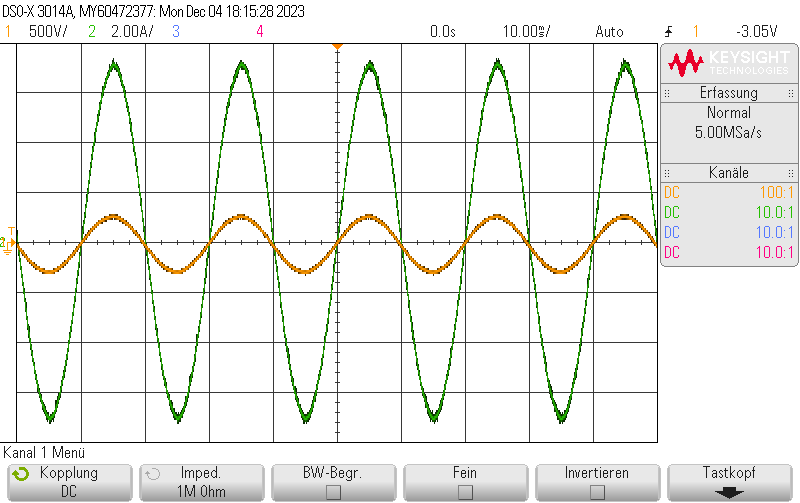 DSO-X 3014A, MY60472377: Mon Dec 04 18:15:28 2023
1 500V/ 2 2.00A/ 3 4 0.0s 10.00ms/ Auto 1 -3.05V
KEYSIGHT
TECHNOLOGIES
Erfassung
Normal
5.00MSa/s
Kanäle
DC 100:1
DC 10.0:1
DC 10.0:1
DC 10.0:1
T
2
Kanal 1 Menü
Kopplung
DC
Imped.
1M Ohm
BW-Begr.
Fein
Invertieren
Tastkopf